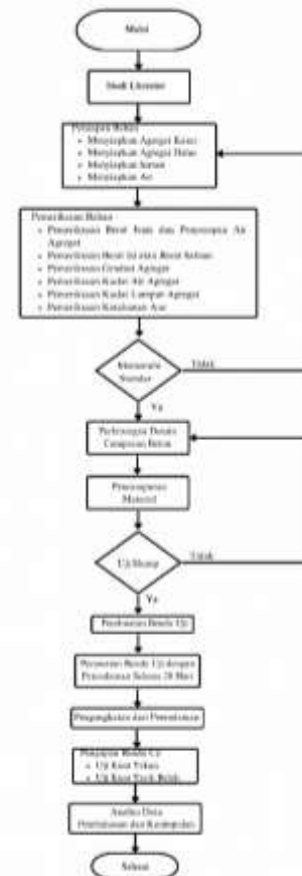 Mulai
Studi Literatur
Persiapan Bahan
• Menyiapkan Agregat Kasar
• Menyiapkan Agregat Halus
• Menyiapkan Semen
• Menyiapkan Air
Pemeriksaan Bahan
• Pemeriksaan Berat Jenis dan Penyerapan Air
Agregat
• Pemeriksaan Berat Isi atau Berat Satuan
• Pemeriksaan Gradasi Agregat
• Pemeriksaan Kadar Air Agregat
• Pemeriksaan Kadar Lumpur Agregat
• Pemeriksaan Keausan
Memenuhi
Standar
Tidak
Ya
Perhitungan Desain
Campuran Beton
Pencampuran
Material
Uji Slump
Tidak
Ya
Pembuatan Benda Uji
Perawatan Benda Uji dengan
Perendaman Selama 28 Hari
Pengangkatan dari Perendaman
Pengujian Benda Uji
• Uji Kuat Tekan
• Uji Kuat Tarik Belah
Analisa Data
Pembahasan dan Kesimpulan
Selesai